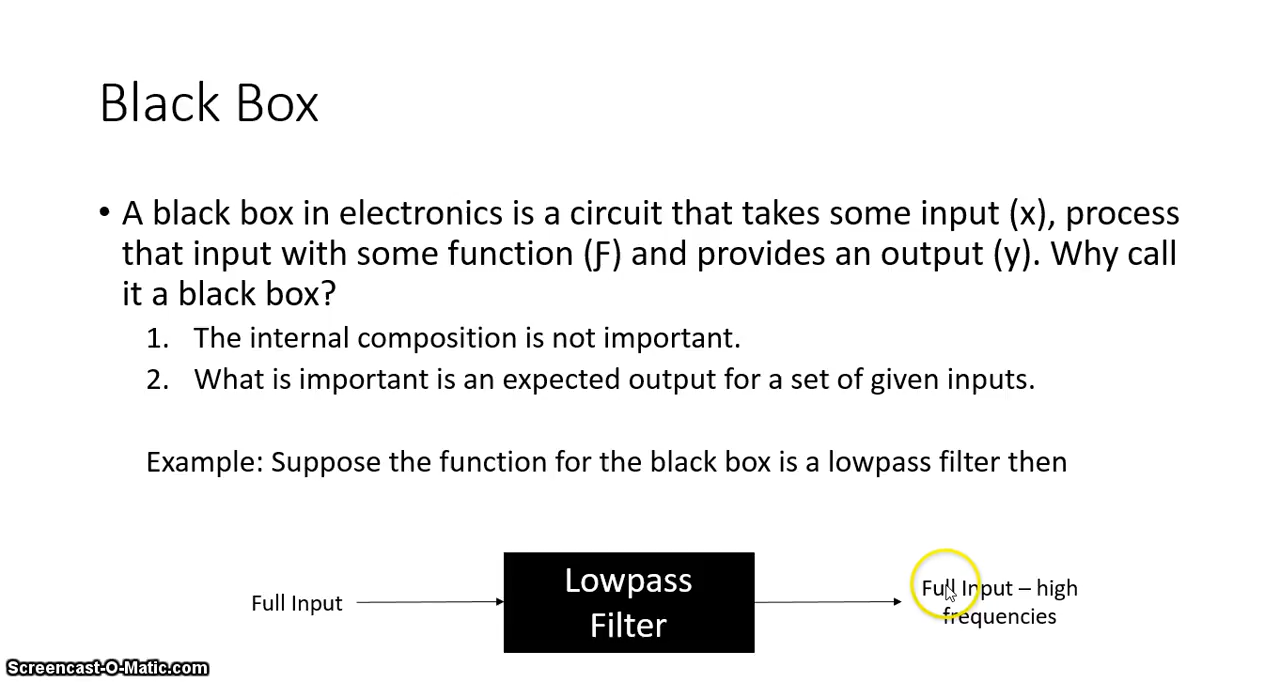 Black Box
• A black box in electronics is a circuit that takes some input (x), process
that input with some function (Ƒ) and provides an output (y). Why call
it a black box?
1. The internal composition is not important.
2. What is important is an expected output for a set of given inputs.
Example: Suppose the function for the black box is a lowpass filter then
Full Input
Lowpass
Filter
Full Input – high
frequencies
Screencast-O-Matic.com